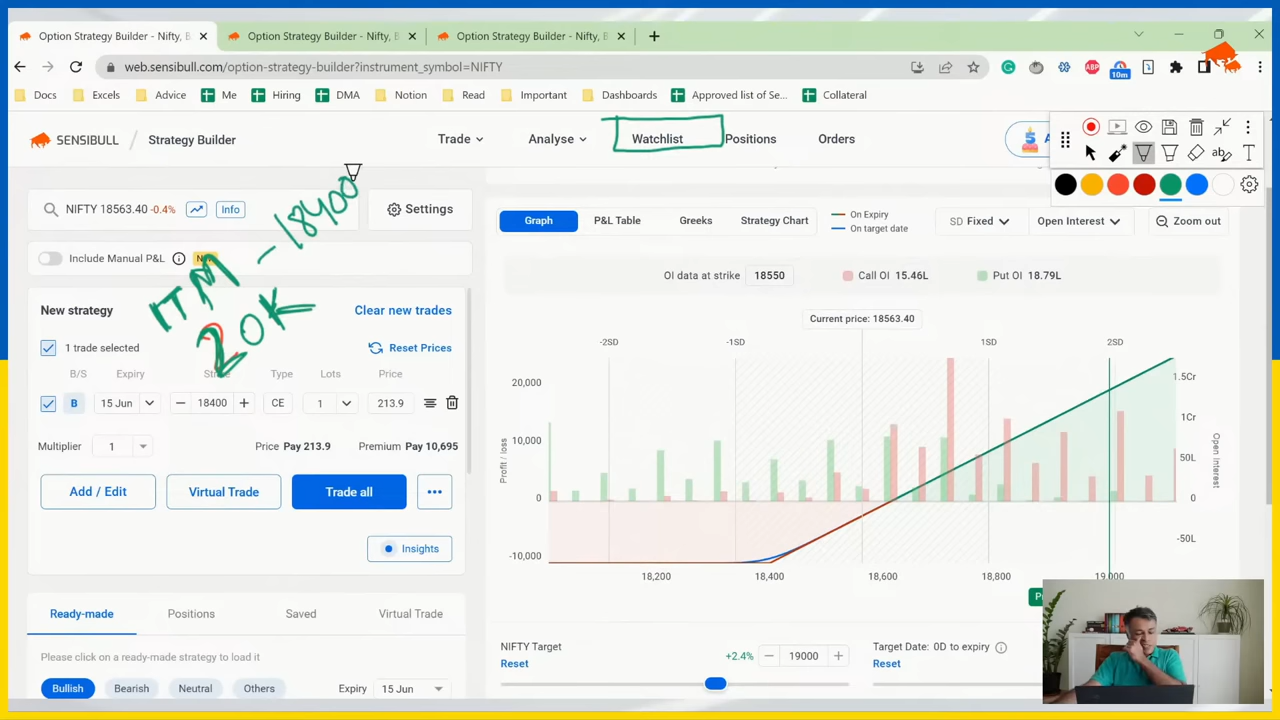 Option Strategy Builder - Nifty, B
Option Strategy Builder - Nifty, B
Option Strategy Builder - Nifty, B
web.sensibull.com/option-strategy-builder?instrument_symbol=NIFTY
ABP
10m
Docs
Excels
Advice
Me
Hiring
DMA
Notion
Read
Important
Dashboards
Approved list of Se...
Collateral
SENSIBULL / Strategy Builder
Trade
Analyse
Watchlist
Positions
Orders
5
NIFTY 18563.40 -0.4%
Info
Settings
Include Manual P&L
ITM - 18400
20K
New strategy
Clear new trades
1 trade selected
Reset Prices
B/S Expiry Type Lots Price
B 15 Jun 18400 CE 1 213.9
Multiplier 1 Price Pay 213.9 Premium Pay 10,695
Add / Edit
Virtual Trade
Trade all
Insights
Ready-made
Positions
Saved
Virtual Trade
Please click on a ready-made strategy to load it
Bullish
Bearish
Neutral
Others
Expiry 15 Jun
Graph
P&L Table
Greeks
Strategy Chart
On Expiry
On target date
SD Fixed
Open Interest
Zoom out
OI data at strike 18550
Call OI 15.46L
Put OI 18.79L
Current price: 18563.40
-2SD
-1SD
1SD
2SD
20,000
10,000
0
-10,000
Profit / loss
1.5Cr
1Cr
50L
0
-50L
Open Interest
18,200
18,400
18,600
18,800
19,000
NIFTY Target
Reset
+2.4%
19000
Target Date: 0D to expiry
Reset